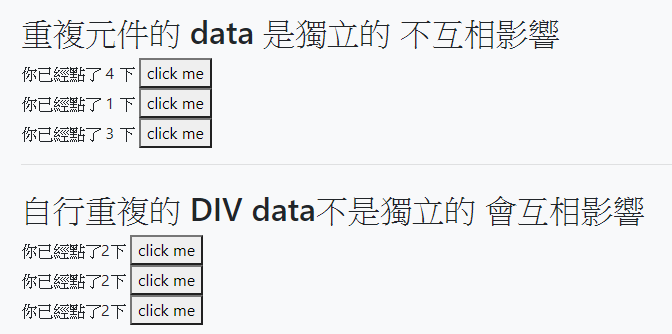 重複元件的 data 是獨立的 不互相影響
你已經點了 4 下 click me
你已經點了 1 下 click me
你已經點了 3 下 click me
自行重複的 DIV data不是獨立的 會互相影響
你已經點了2下 click me
你已經點了2下 click me
你已經點了2下 click me